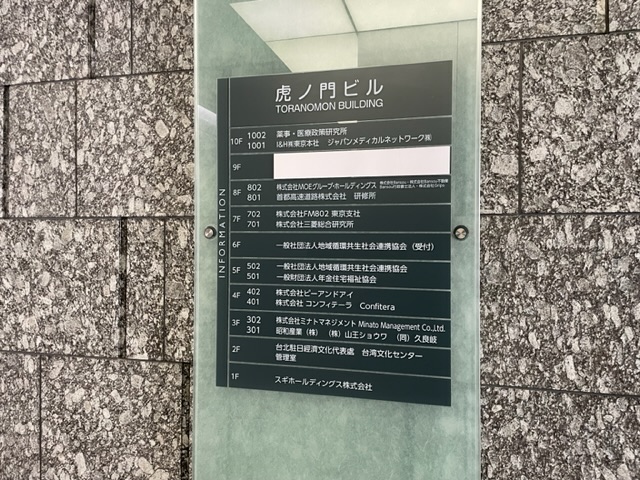 虎ノ門ビル
TORANOMON BUILDING
INFORMATION
10F 1002 薬事・医療政策研究所
1001 I&H㈱東京本社 ジャパンメディカルネットワーク㈱
9F
8F 802 株式会社MOEグループ・ホールディングス
801 首都高速道路株式会社 研修所
7F 702 株式会社FM802 東京支社
701 株式会社三菱総合研究所
6F 一般社団法人地域循環共生社会連携協会（受付）
5F 502 一般社団法人地域循環共生社会連携協会
501 一般財団法人年金住宅福祉協会
4F 402 株式会社ピーアンドアイ
401 株式会社 コンフィテーラ Confitera
3F 302 株式会社ミナトマネジメント Minato Management Co.,Ltd.
301 昭和産業（株）（株）山王ショウワ （同）久良岐
2F 台北駐日経済文化代表處 台湾文化センター
管理室
1F スギホールディングス株式会社